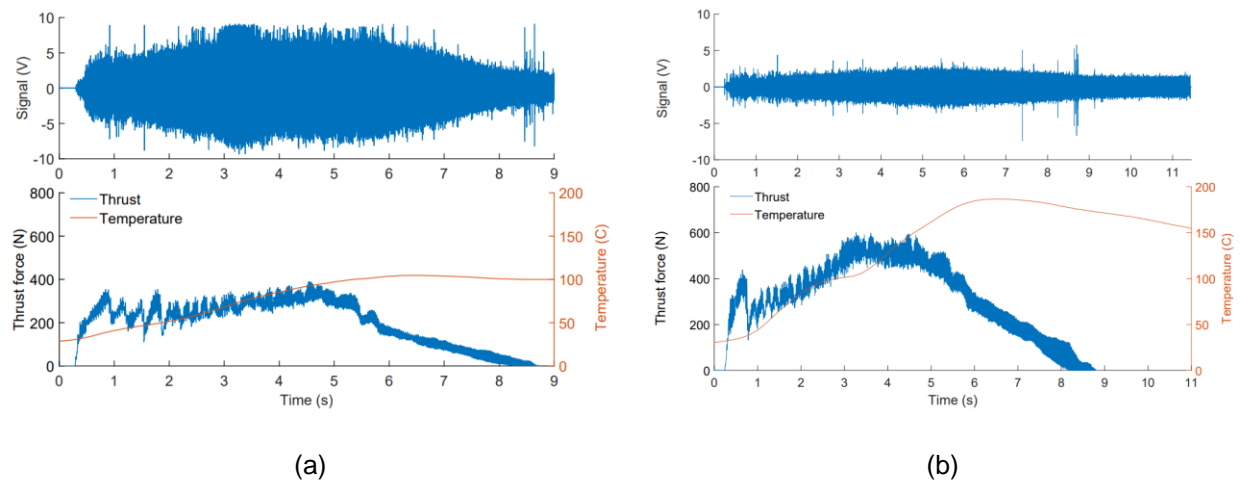 10
5
0
-5
-10
Signal (V)
0 1 2 3 4 5 6 7 8 9
800
600
400
200
0
Thrust force (N)
Thrust
Temperature
200
150
100
50
0
Temperature (C)
0 1 2 3 4 5 6 7 8 9
Time (s)
(a)
10
5
0
-5
-10
Signal (V)
0 1 2 3 4 5 6 7 8 9 10 11
800
600
400
200
0
Thrust force (N)
Thrust
Temperature
200
150
100
50
0
Temperature (C)
0 1 2 3 4 5 6 7 8 9 10 11
Time (s)
(b)